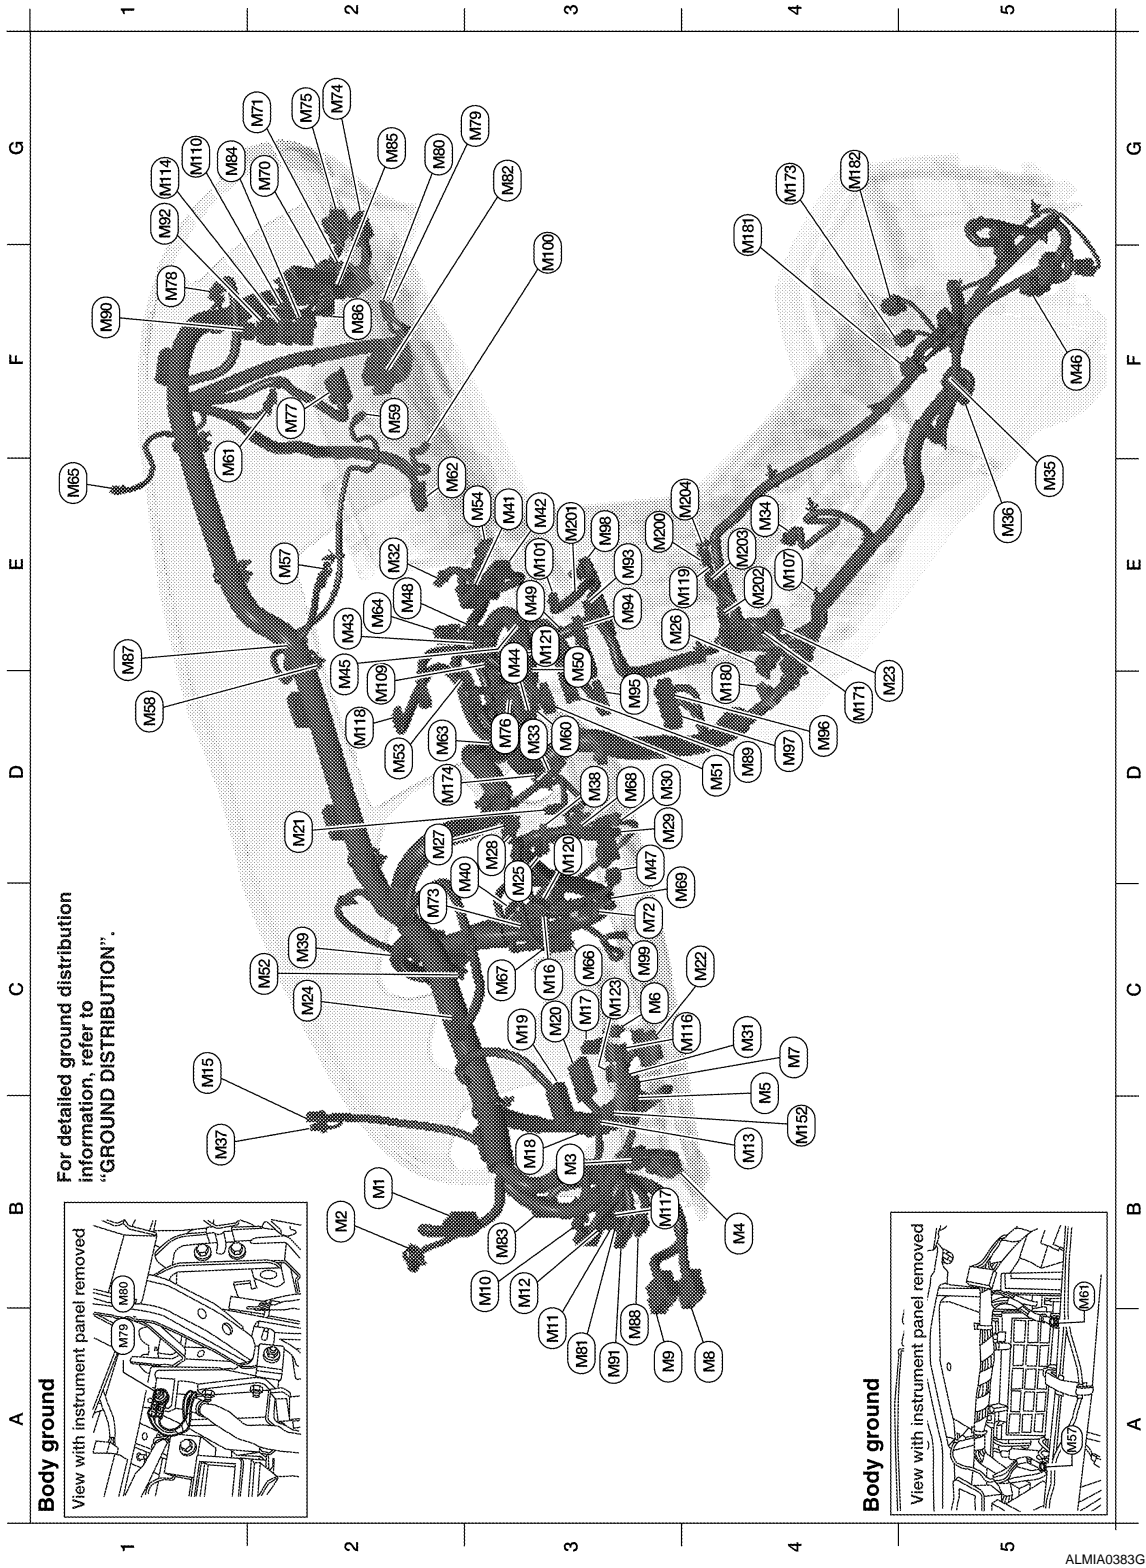 For detailed ground distribution
information, refer to
“GROUND DISTRIBUTION”.
Body ground
View with instrument panel removed
M79
M80
Body ground
View with instrument panel removed
M57
M61
A
B
C
D
E
F
G
1
2
3
4
5
1
2
3
4
5
A
B
C
D
E
F
G
M65
M90
M78
M92
M114
M110
M84
M70
M71
M75
M74
M85
M80
M79
M82
M100
M86
M77
M61
M59
M62
M57
M87
M58
M45
M43
M64
M48
M32
M54
M41
M42
M109
M118
M53
M63
M174
M44
M121
M49
M101
M201
M98
M93
M94
M50
M95
M76
M33
M60
M51
M89
M97
M96
M21
M27
M28
M25
M40
M73
M120
M38
M68
M30
M29
M47
M69
M72
M99
M66
M16
M67
M39
M52
M24
M15
M37
M1
M2
M83
M10
M12
M11
M81
M91
M88
M9
M8
M117
M4
M3
M18
M19
M20
M17
M123
M6
M22
M116
M31
M7
M5
M152
M13
M200
M204
M119
M203
M202
M34
M107
M26
M180
M171
M23
M181
M173
M182
M46
M35
M36
ALMIA0383G